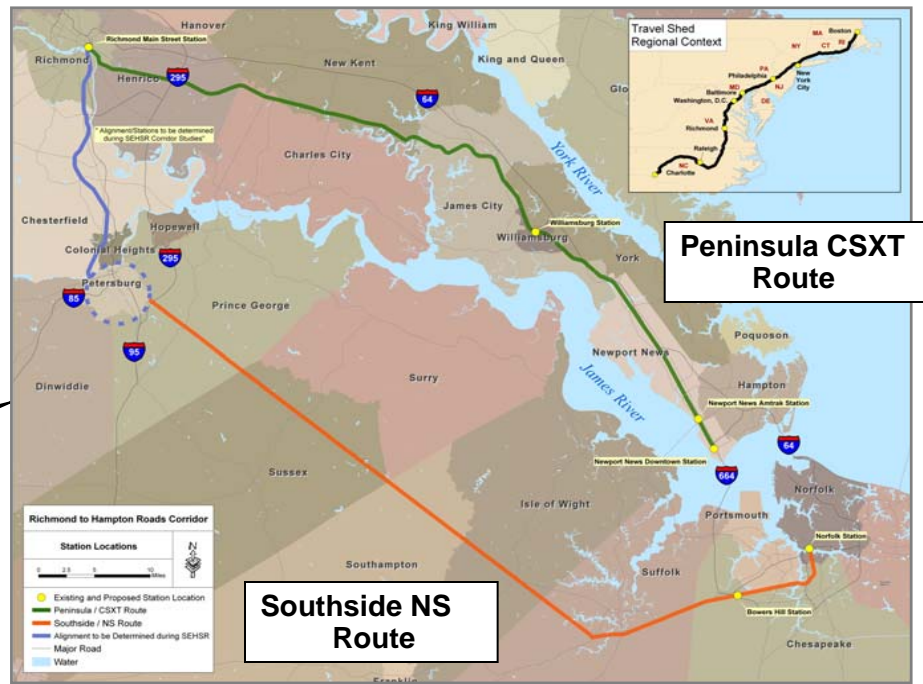 Hanover
King William
Richmond Main Street Station
Richmond
Henrico
295
New Kent
King and Queen
Glo
64
" Alignment/Stations to be determined
during SEHSR Corridor Studies"
Charles City
York River
Travel Shed
Regional Context
MA
Boston
NY
CT
RI
PA
New
York
City
Philadelphia
NJ
MD
Baltimore
Washington, D.C.
DE
VA
Richmond
Raleigh
NC
Charlotte
Chesterfield
James City
Williamsburg Station
Williamsburg
Hopewell
Colonial Heights
295
York
Peninsula CSXT
Route
Petersburg
85
Prince George
95
Poquoson
Newport News
Dinwiddie
Surry
James River
Hampton
Newport News Amtrak Station
64
Newport News Downtown Station
664
Sussex
Isle of Wight
Norfolk
Portsmouth
Norfolk Station
Richmond to Hampton Roads Corridor
Station Locations
N
0 2.5 5 10
Miles
Existing and Proposed Station Location
Peninsula / CSXT Route
Southside / NS Route
Alignment to be Determined during SEHSR
Major Road
Water
Southampton
Suffolk
Southside NS
Route
Bowers Hill Station
Chesapeake
Franklin